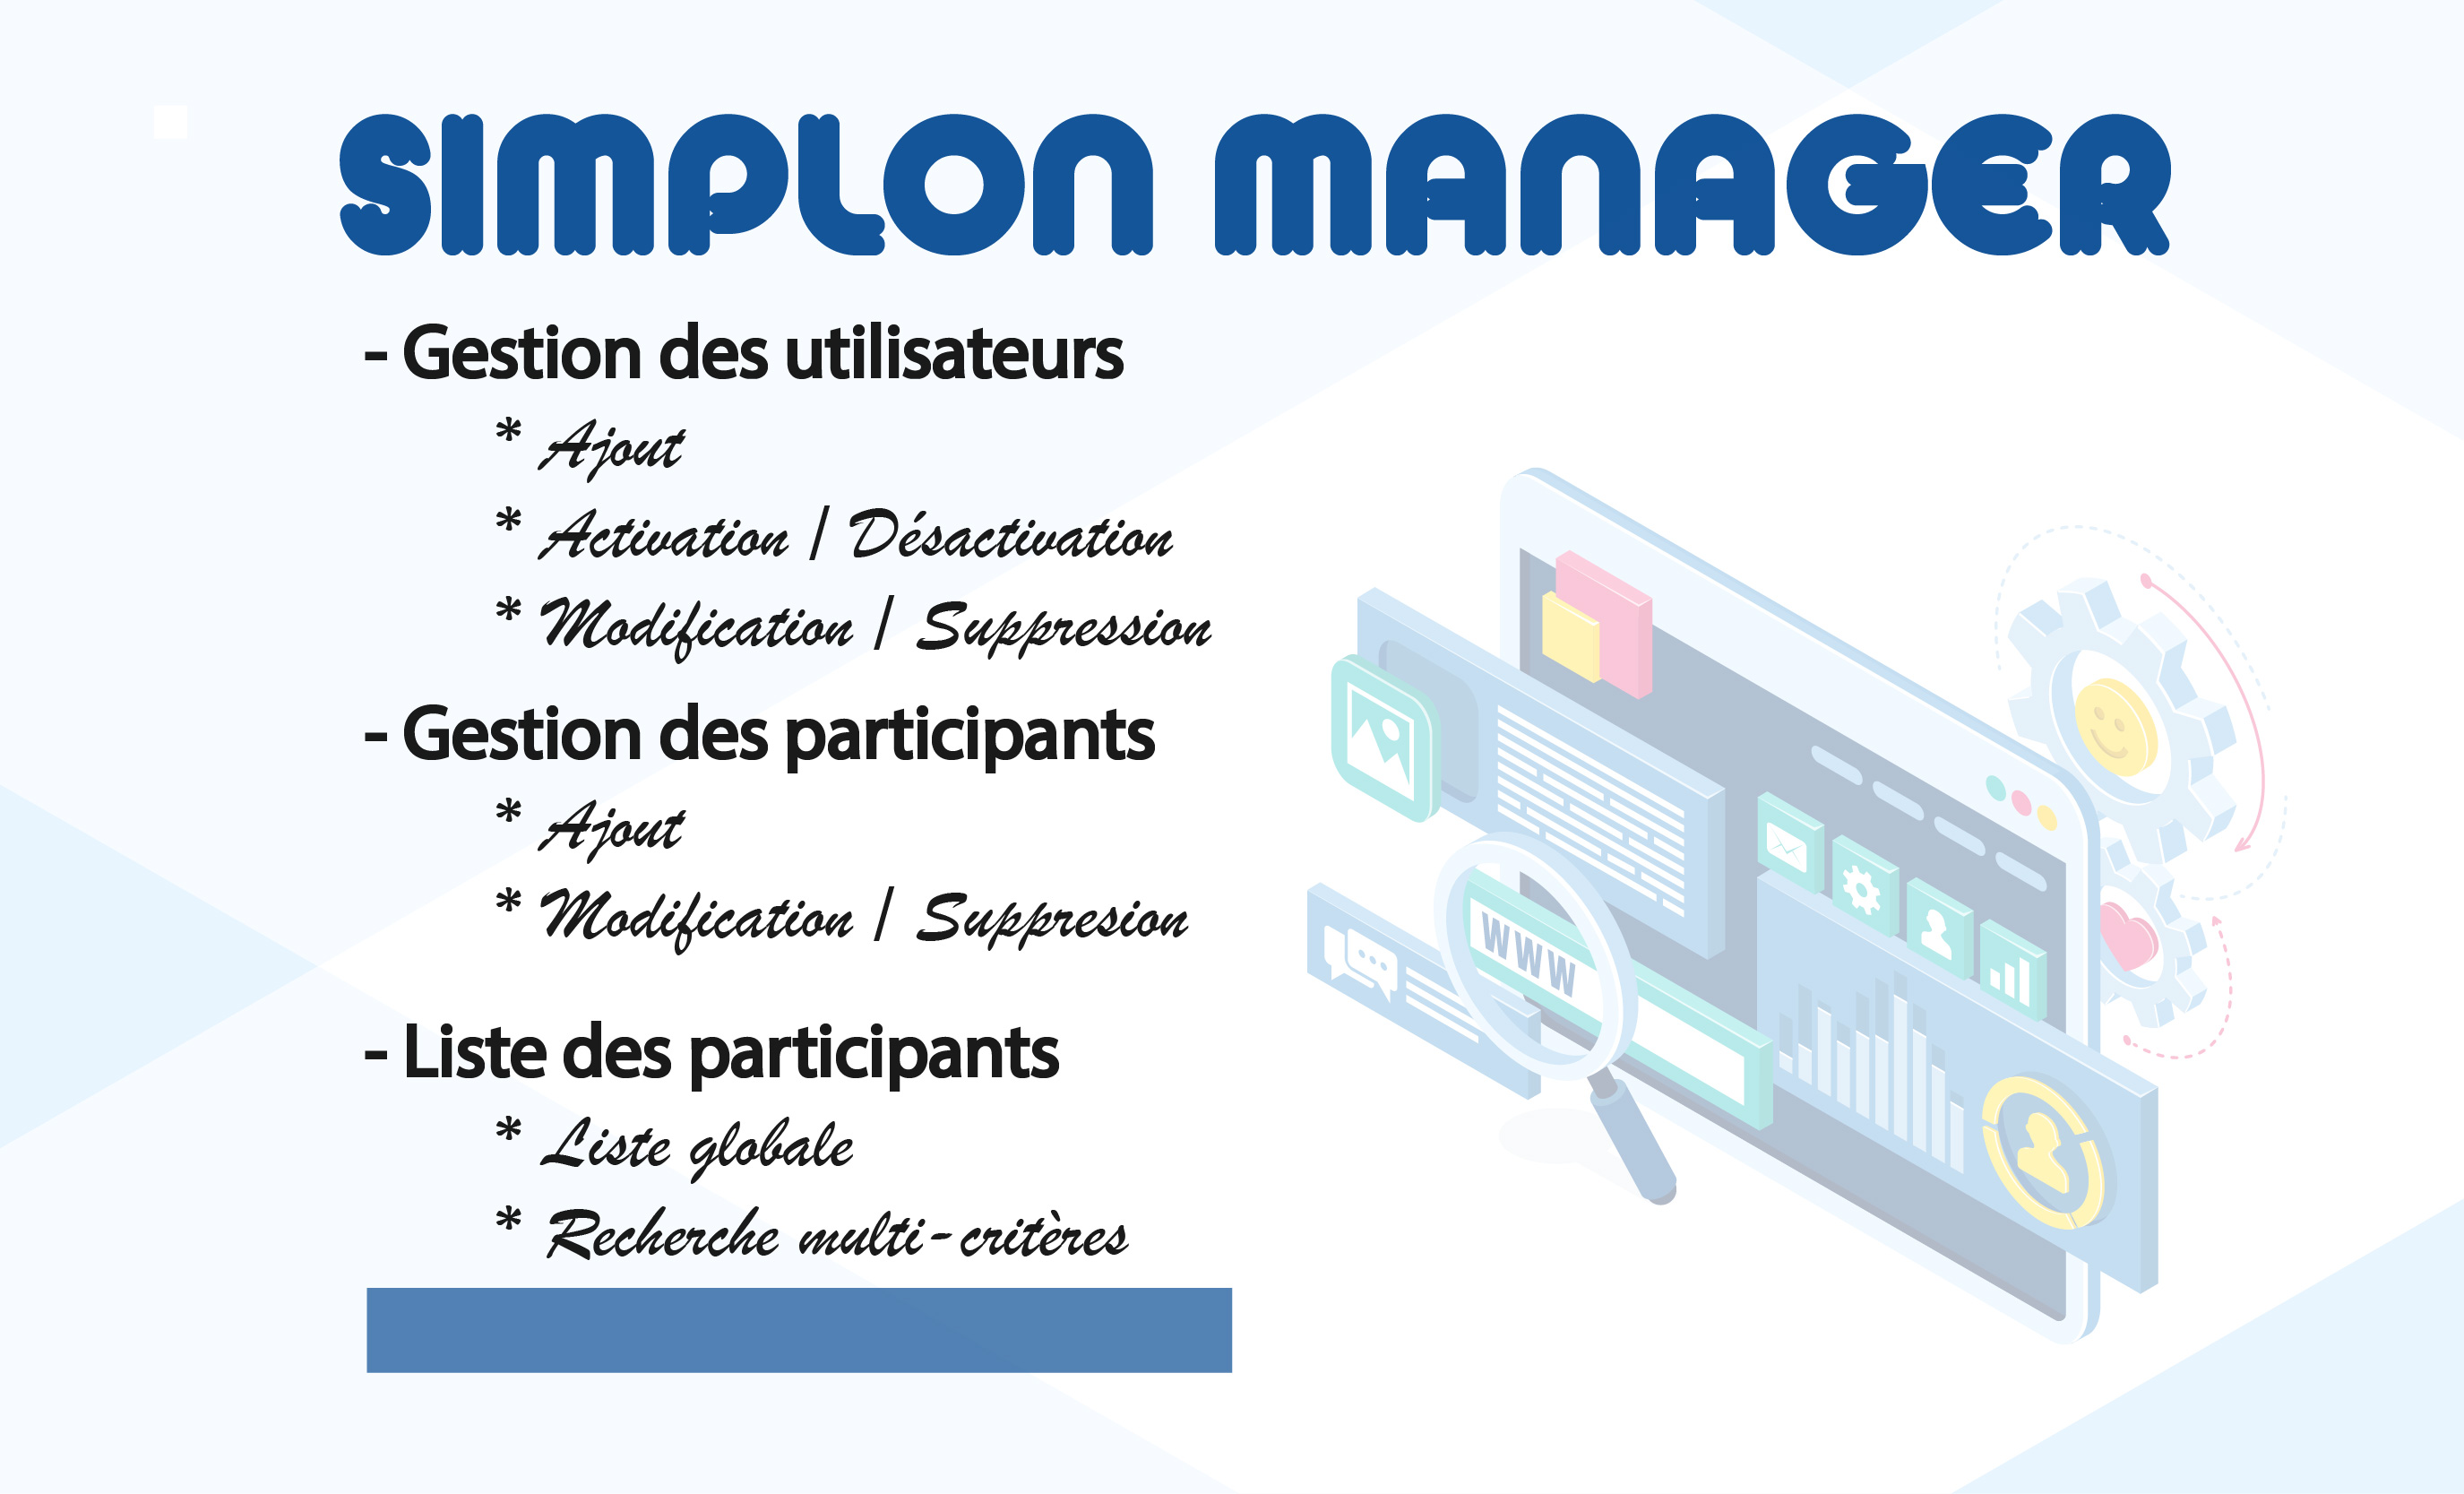 SIMPLON MANAGER
- Gestion des utilisateurs
* Ajout
* Activation / Désactivation
* Modification / Suppression
- Gestion des participants
* Ajout
* Modification / Suppresion
- Liste des participants
* Liste globale
* Recherche multi-critères
WWW